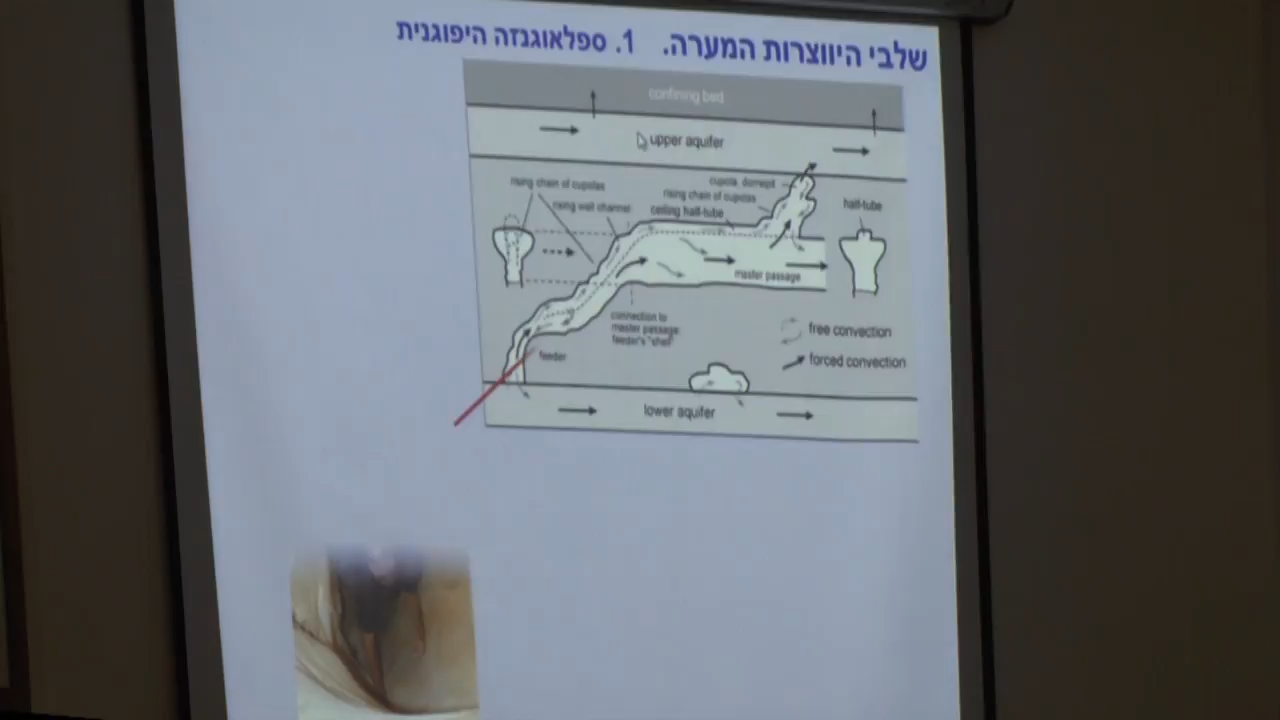 שלבי היווצרות המערה. 1. ספלאוגנזה היפוגנית
confining bed
upper aquifer
rising chain of cupolas
cupola, domepit
rising chain of cupolas
rising wall channel
ceiling half-tube
half-tube
master passage
connection to
master passage:
feeder's "shell"
feeder
free convection
forced convection
lower aquifer